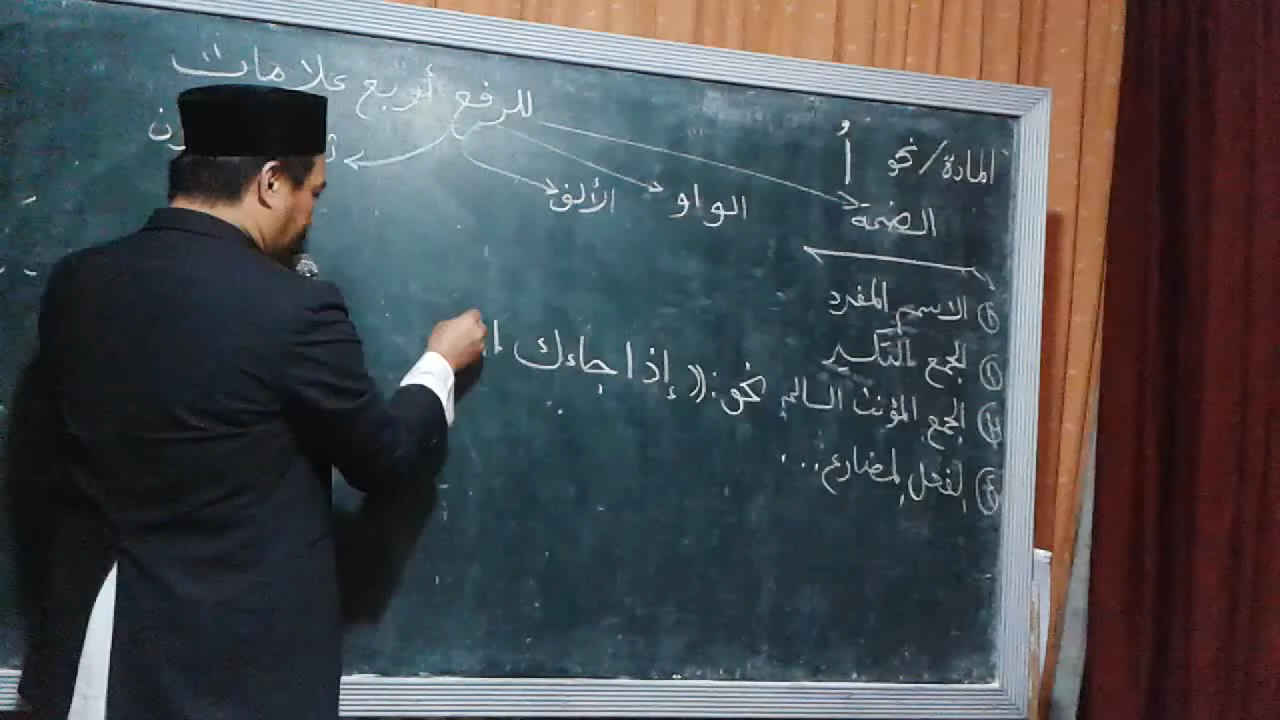 للرفع أربع علامات
المادة/نحو
أُ
الضمة
الواو
الألف
ن
١ الاسم المفرد
٢ الجمع التكسير
٣ الجمع المؤنث السالم نحو: ((إذا جاءك ا
٤ الفعل المضارع...